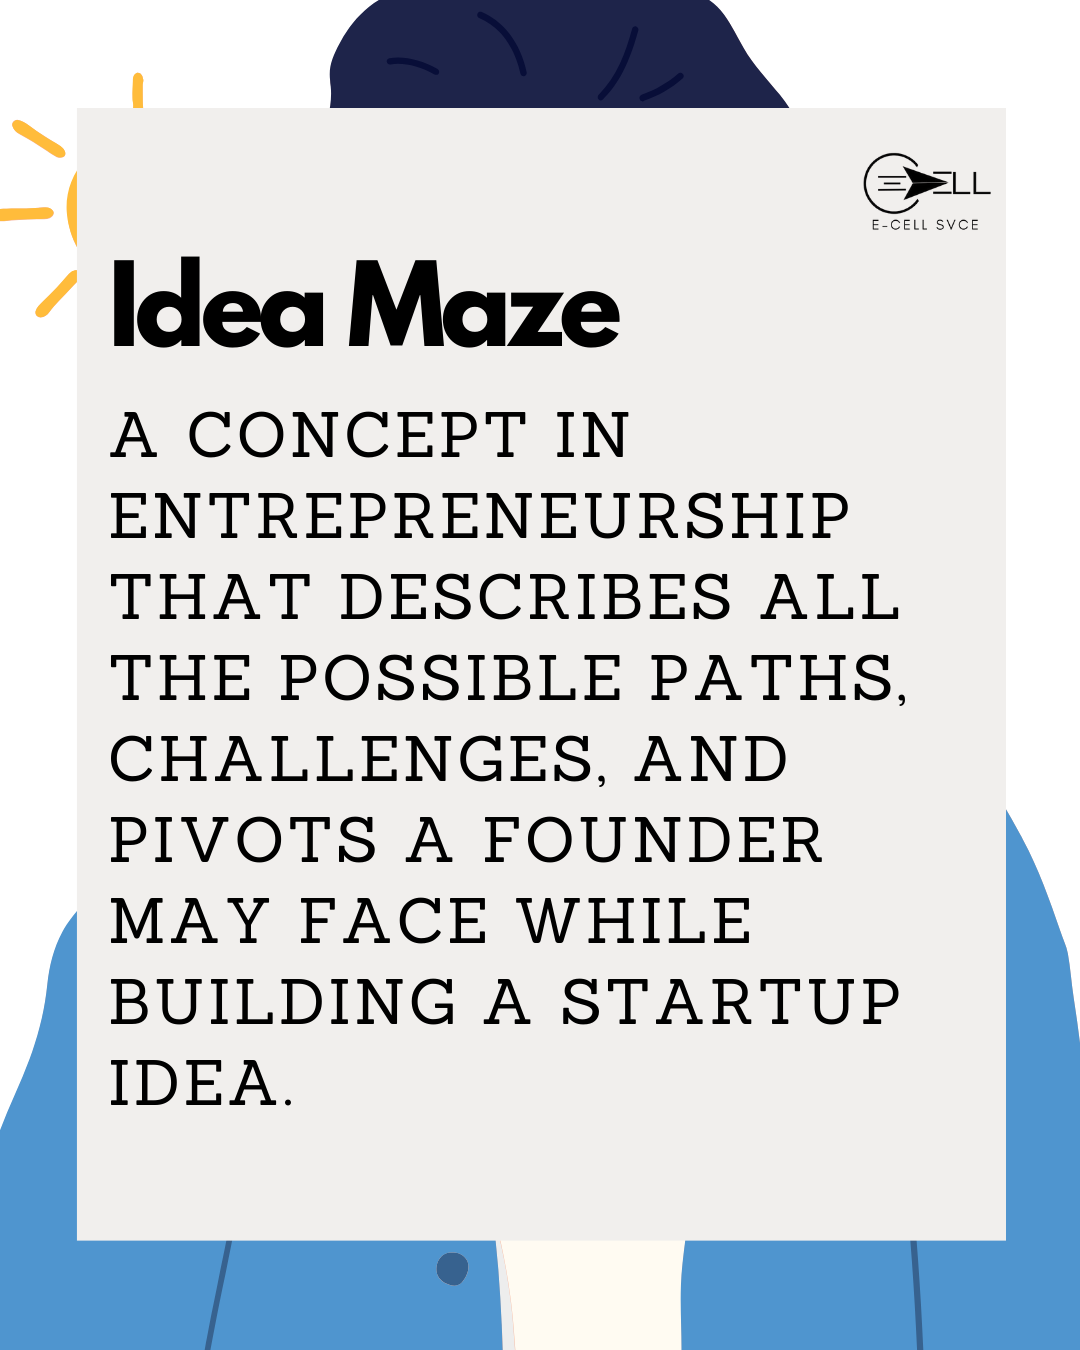 ELL
E-CELL SVCE
Idea Maze
A CONCEPT IN
ENTREPRENEURSHIP
THAT DESCRIBES ALL
THE POSSIBLE PATHS,
CHALLENGES, AND
PIVOTS A FOUNDER
MAY FACE WHILE
BUILDING A STARTUP
IDEA.